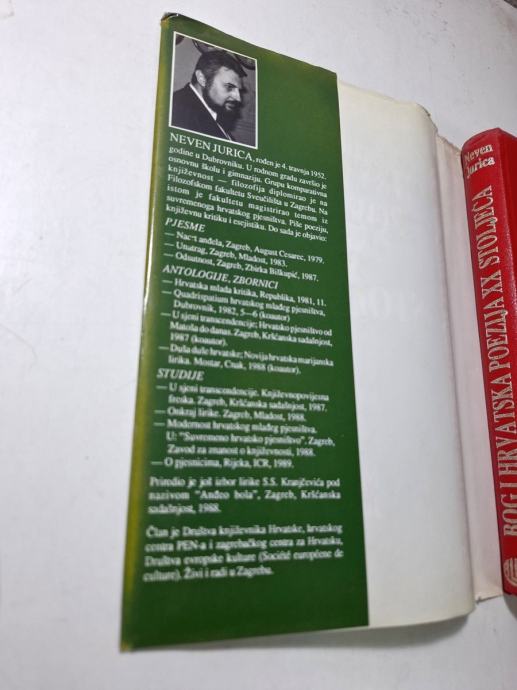 NEVEN JURICA, rođen je 4. travnja 1952.
godine u Dubrovniku. U rodnom gradu završio je
osnovnu školu i gimnaziju. Grupu komparativna
književnost — filozofija diplomirao je na
Filozofskom fakultetu Sveučilišta u Zagrebu. Na
istom je fakultetu magistrirao temom iz
suvremenoga hrvatskog pjesništva. Piše poeziju,
književnu kritiku i esejistiku. Do sada je objavio:
PJESME
— anđela, Zagreb, August Cesarec, 1979.
— Unatrag, Zagreb, Mladost, 1983.
— Odsutnost, Zagreb, Zbirka Biškupić, 1987.
ANTOLOGIJE, ZBORNICI
— Hrvatska mlada kritika, Republika, 1981, 11.
— Quadrispatium hrvatskog mlađeg pjesništva,
Dubrovnik, 1982, 5—6 (koautor)
— U sjeni transcendencije; Hrvatsko pjesništvo od
Matoša do danas. Zagreb, Kršćanska sadašnjost,
1987 (koautor).
— Duša duše hrvatske; Novija hrvatska marijanska
lirika. Mostar, Crsak, 1988 (koautor).
STUDIJE
— U sjeni transcendencije. Književnopovijesna
freska. Zagreb, Kršćanska sadašnjost, 1987.
— Onkraj lirike. Zagreb, Mladost, 1988.
— Modernost hrvatskog mlađeg pjesništva.
U: "Suvremeno hrvatsko pjesništvo". Zagreb,
Zavod za znanost o književnosti, 1988.
— O pjesnicima, Rijeka, ICR, 1989.
Priredio je još izbor lirike S.S. Kranjčevića pod
nazivom "Anđeo bola", Zagreb, Kršćanska
sadašnjost, 1988.
Član je Društva književnika Hrvatske, hrvatskog
centra PEN-a i zagrebačkog centra za Hrvatsku,
Društva evropske kulture (Société européene de
culture). Živi i radi u Zagrebu.
Neven
Jurica
BOG I HRVATSKA POEZIJA XX STOLJEĆA